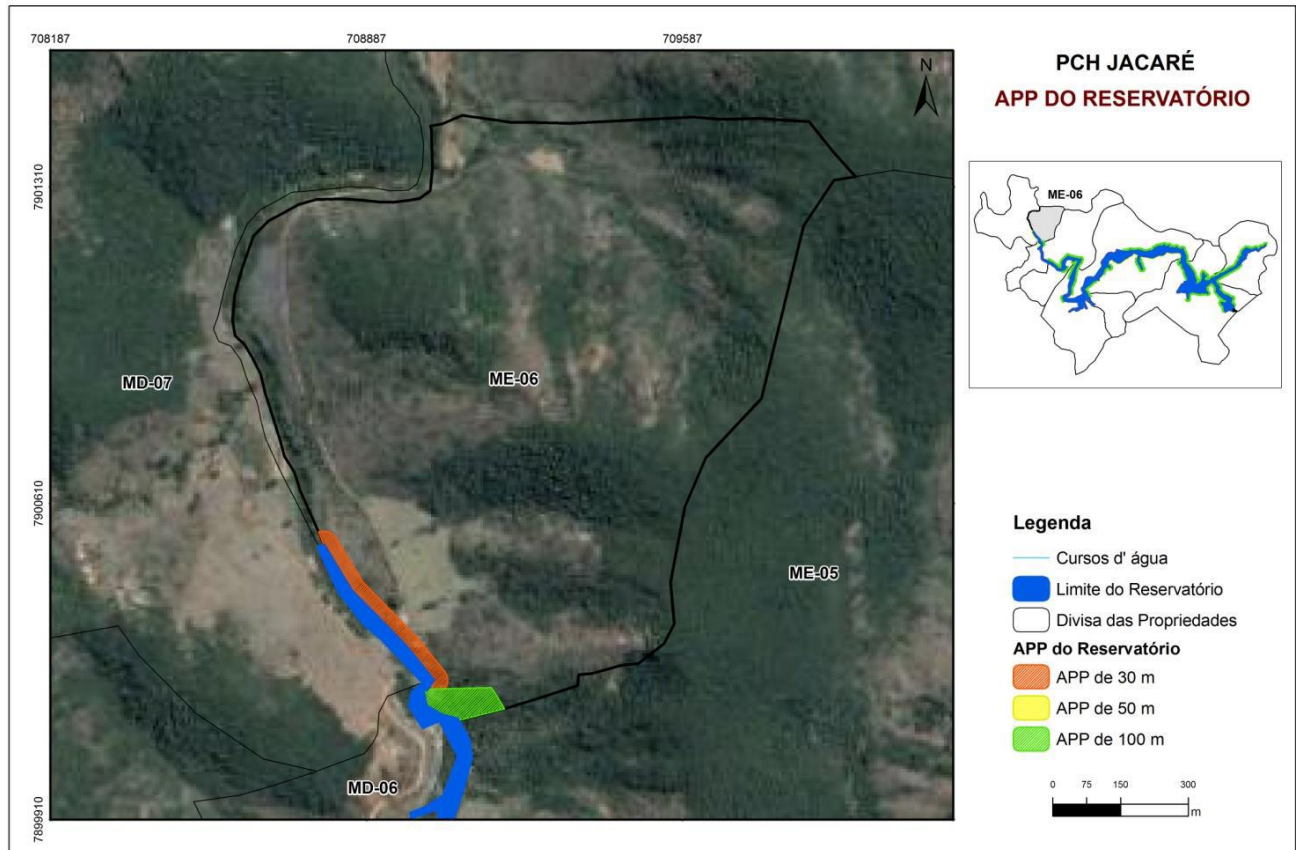 708187
708887
709587
7901310
7900610
7899910
N
MD-07
ME-06
ME-05
MD-06
PCH JACARÉ
APP DO RESERVATÓRIO
ME-06
Legenda
Cursos d' água
Limite do Reservatório
Divisa das Propriedades
APP do Reservatório
APP de 30 m
APP de 50 m
APP de 100 m
0 75 150 300
m